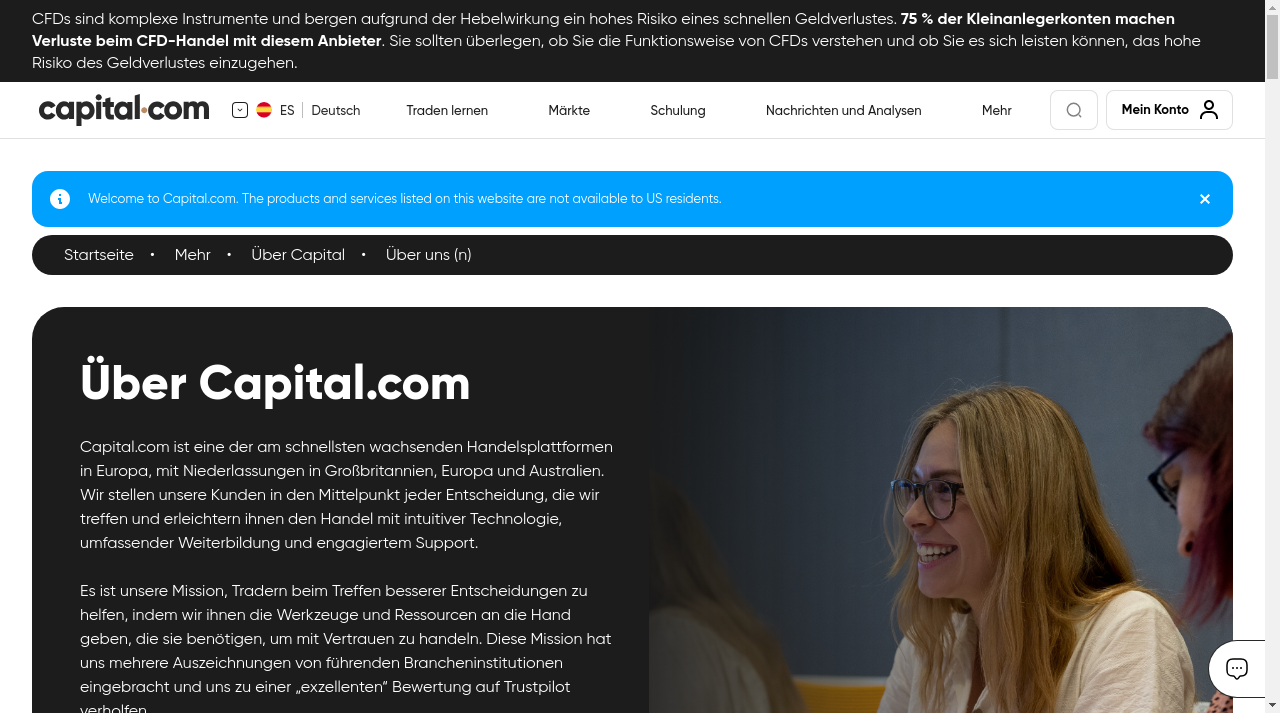 CFDs sind komplexe Instrumente und bergen aufgrund der Hebelwirkung ein hohes Risiko eines schnellen Geldverlustes. 75 % der Kleinanlegerkonten machen
Verluste beim CFD-Handel mit diesem Anbieter. Sie sollten überlegen, ob Sie die Funktionsweise von CFDs verstehen und ob Sie es sich leisten können, das hohe
Risiko des Geldverlustes einzugehen.
capital.com ES Deutsch Traden lernen Märkte Schulung Nachrichten und Analysen Mehr Mein Konto
Welcome to Capital.com. The products and services listed on this website are not available to US residents.
Startseite • Mehr • Über Capital • Über uns (n)
Über Capital.com
Capital.com ist eine der am schnellsten wachsenden Handelsplattformen
in Europa, mit Niederlassungen in Großbritannien, Europa und Australien.
Wir stellen unsere Kunden in den Mittelpunkt jeder Entscheidung, die wir
treffen und erleichtern ihnen den Handel mit intuitiver Technologie,
umfassender Weiterbildung und engagiertem Support.
Es ist unsere Mission, Tradern beim Treffen besserer Entscheidungen zu
helfen, indem wir ihnen die Werkzeuge und Ressourcen an die Hand
geben, die sie benötigen, um mit Vertrauen zu handeln. Diese Mission hat
uns mehrere Auszeichnungen von führenden Brancheninstitutionen
eingebracht und uns zu einer „exzellenten“ Bewertung auf Trustpilot
verholfen.